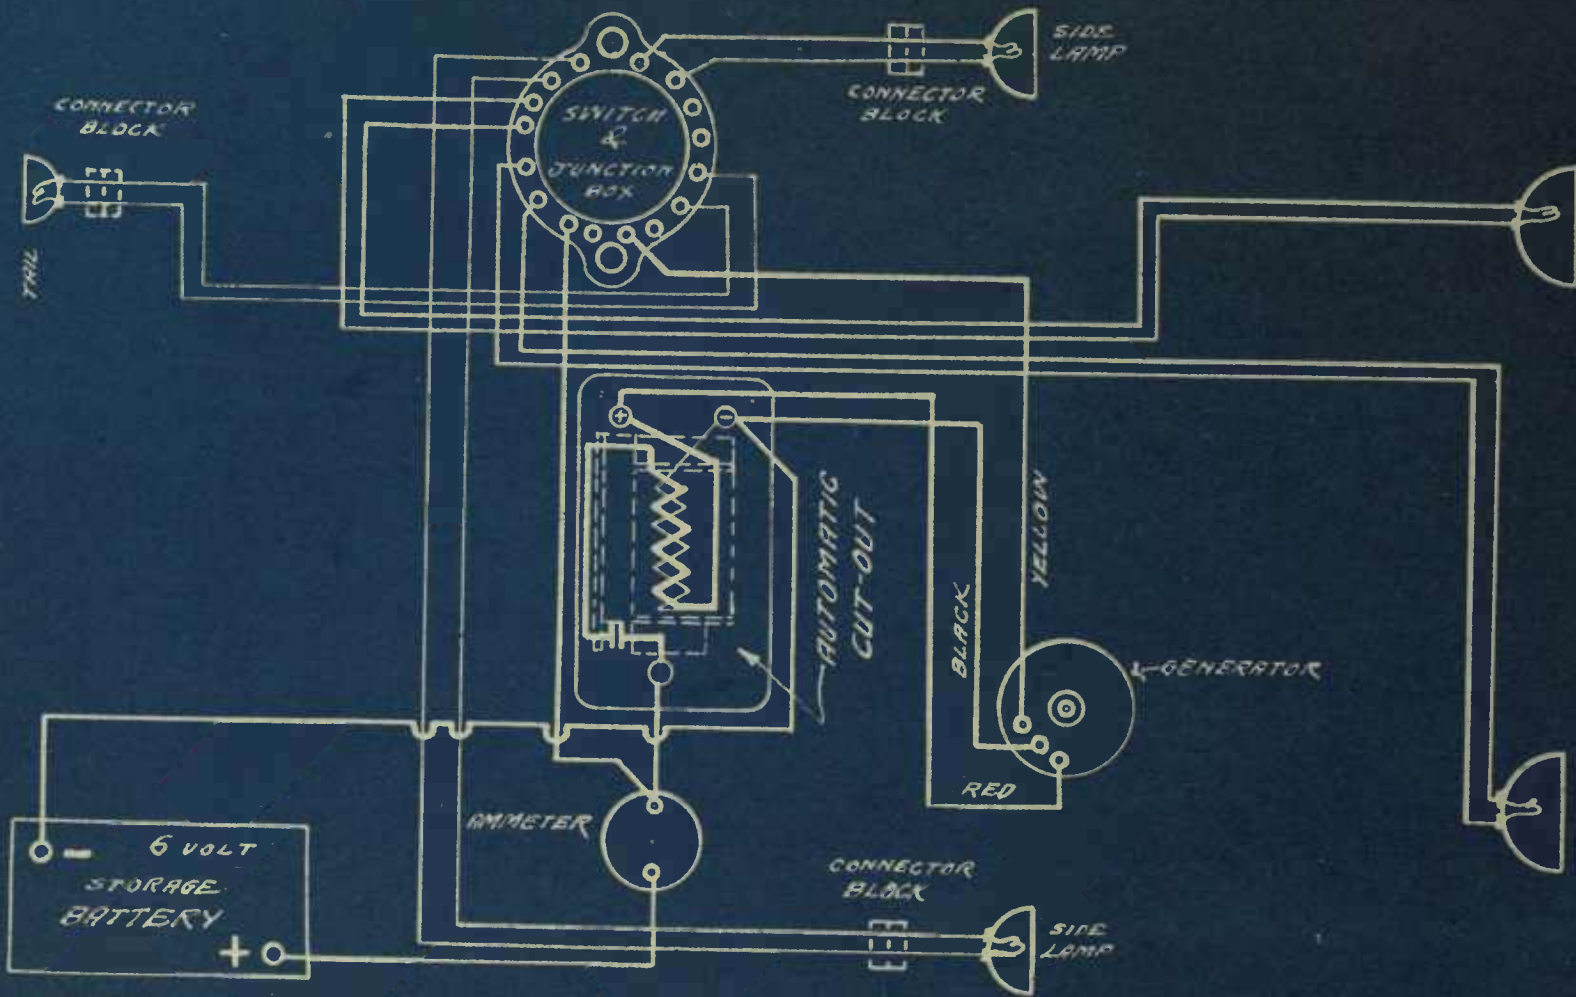 SIDE
LAMP
CONNECTOR
BLOCK
CONNECTOR
BLOCK
SWITCH
&
JUNCTION
BOX
TAIL
+
-
AUTOMATIC
CUT-OUT
YELLOW
BLACK
GENERATOR
RED
AMMETER
- 6 VOLT
STORAGE
BATTERY
+
CONNECTOR
BLOCK
SIDE
LAMP